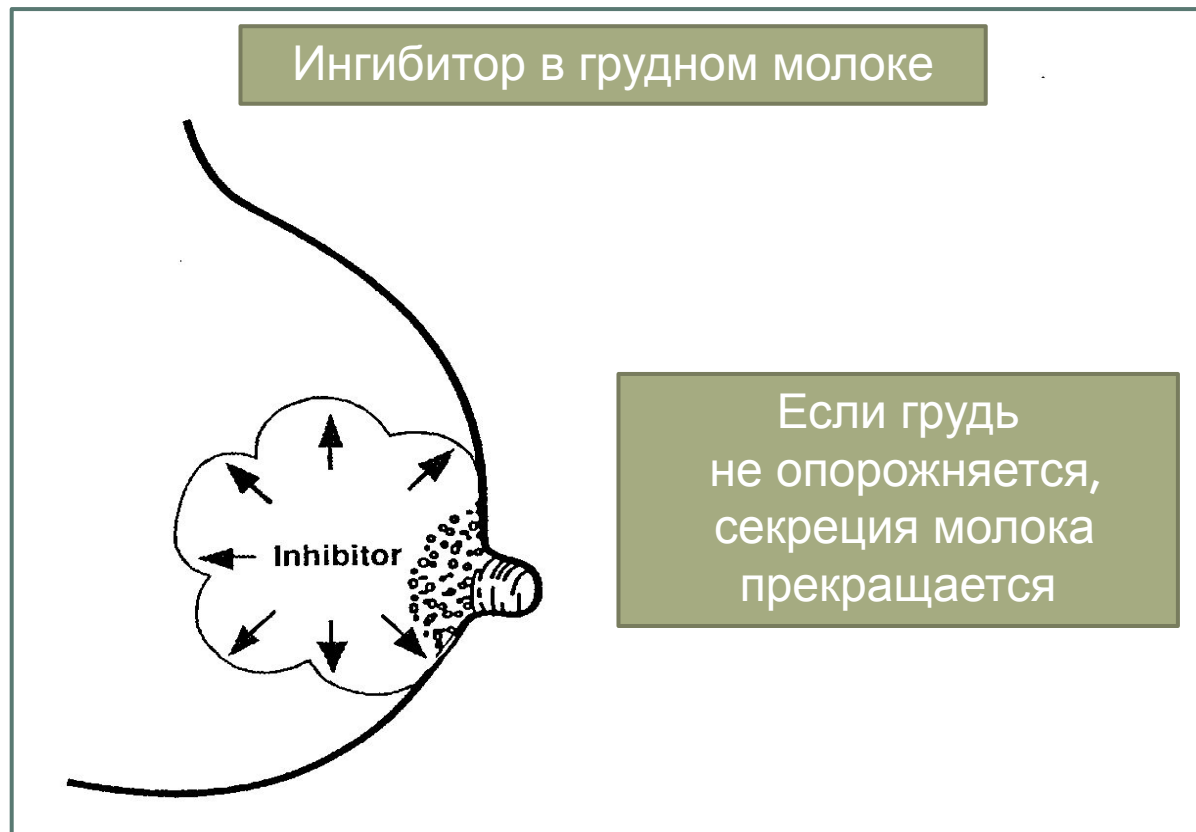 Ингибитор в грудном молоке
Inhibitor
Если грудь
не опорожняется,
секреция молока
прекращается